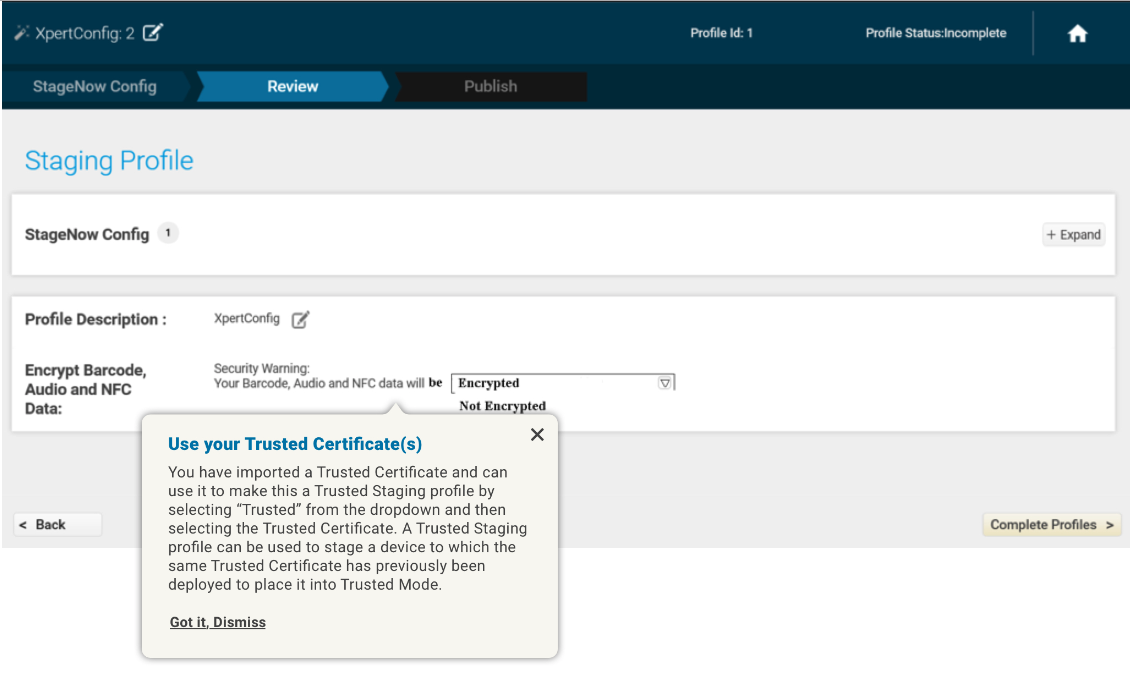 XpertConfig: 2
Profile Id: 1
Profile Status:Incomplete
StageNow Config
Review
Publish
Staging Profile
StageNow Config 1
+ Expand
Profile Description :
XpertConfig
Encrypt Barcode,
Audio and NFC
Data:
Security Warning:
Your Barcode, Audio and NFC data will be
Encrypted
Not Encrypted
Use your Trusted Certificate(s)
You have imported a Trusted Certificate and can
use it to make this a Trusted Staging profile by
selecting “Trusted” from the dropdown and then
selecting the Trusted Certificate. A Trusted Staging
profile can be used to stage a device to which the
same Trusted Certificate has previously been
deployed to place it into Trusted Mode.
Got it, Dismiss
< Back
Complete Profiles >